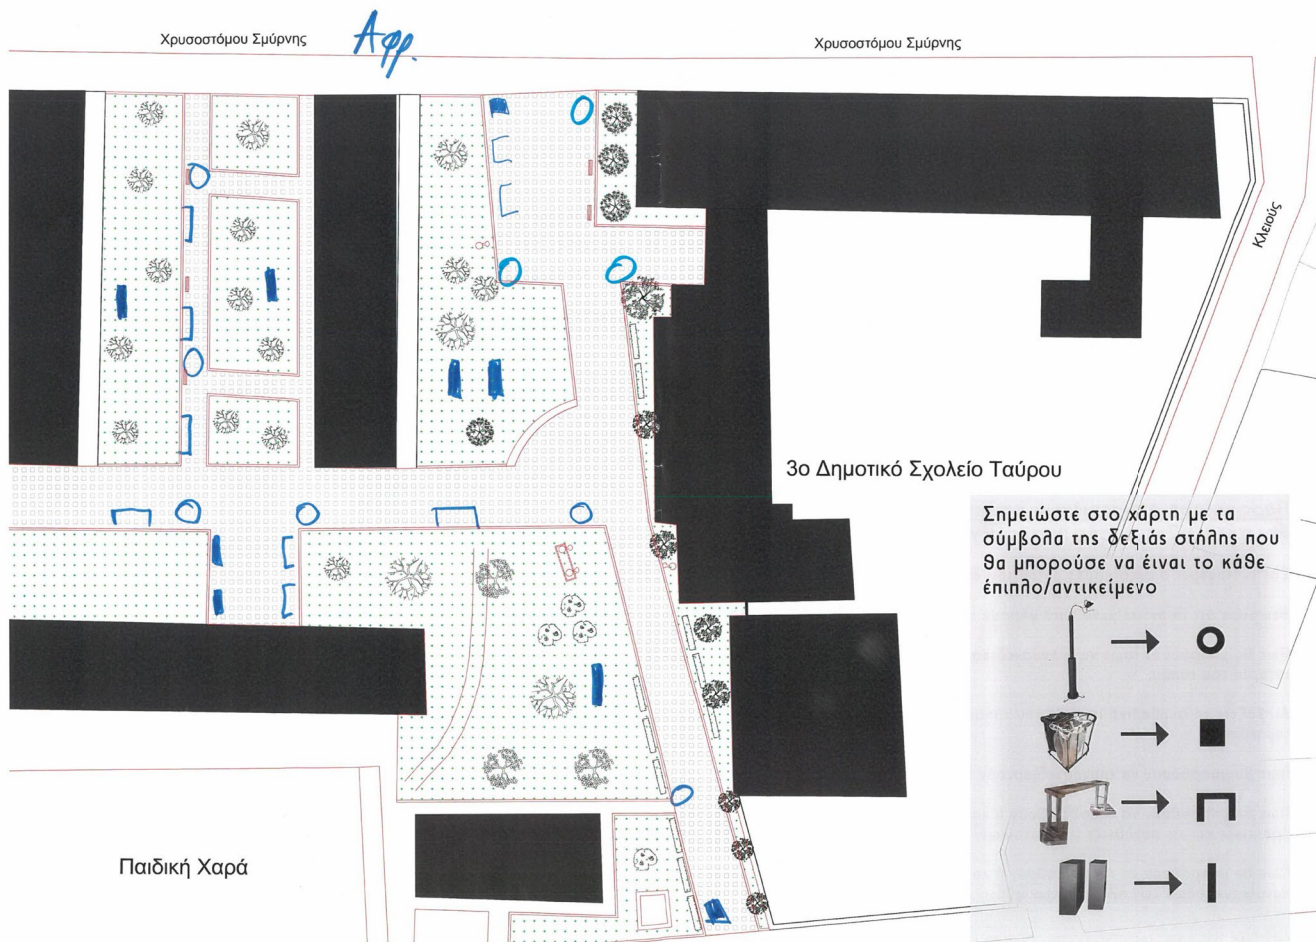 Χρυσοστόμου Σμύρνης
Αφρ.
Χρυσοστόμου Σμύρνης
Κλειούς
3ο Δημοτικό Σχολείο Ταύρου
Σημειώστε στο χάρτη με τα
σύμβολα της δεξιάς στήλης που
θα μπορούσε να έιναι το κάθε
έπιπλο/αντικείμενο
Παιδική Χαρά